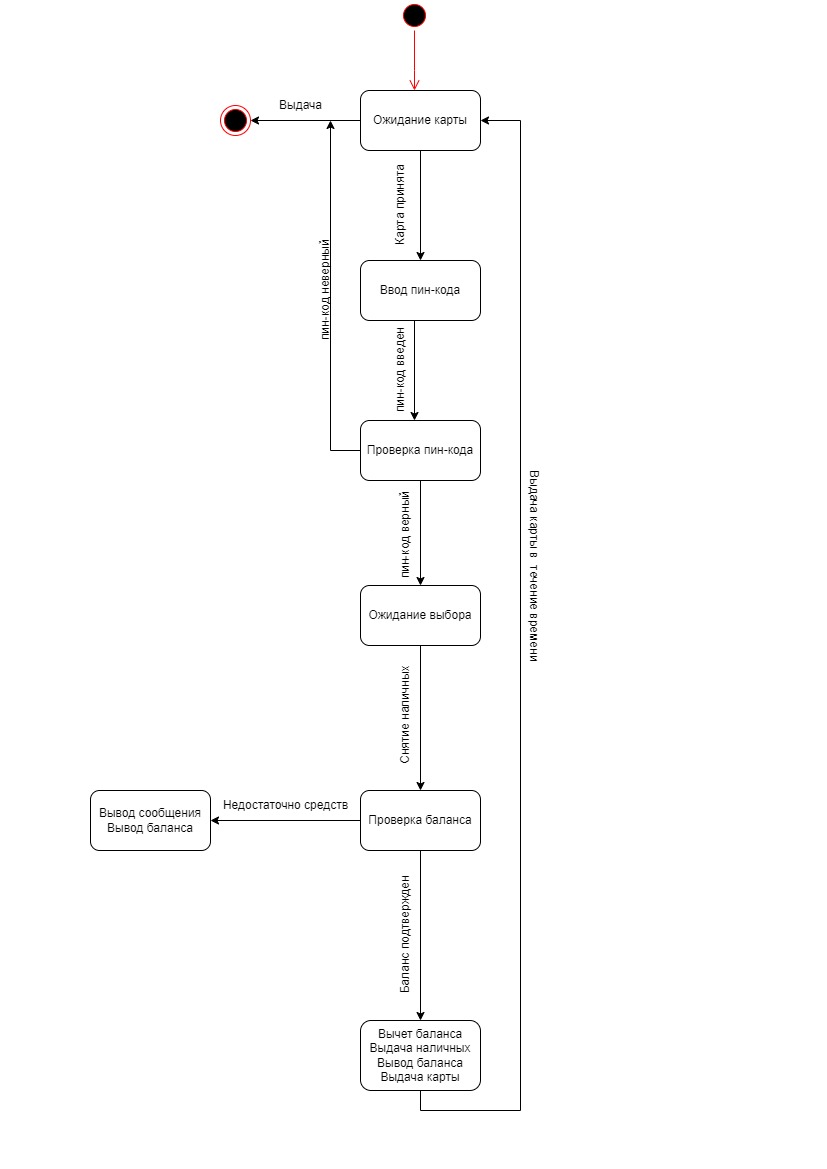 Выдача
Ожидание карты
Карта принята
пин-код неверный
Ввод пин-кода
пин-код введен
Проверка пин-кода
пин-код верный
Выдача карты в течение времени
Ожидание выбора
Снятие наличных
Недостаточно средств
Вывод сообщения
Вывод баланса
Проверка баланса
Баланс подтвержден
Вычет баланса
Выдача наличных
Вывод баланса
Выдача карты